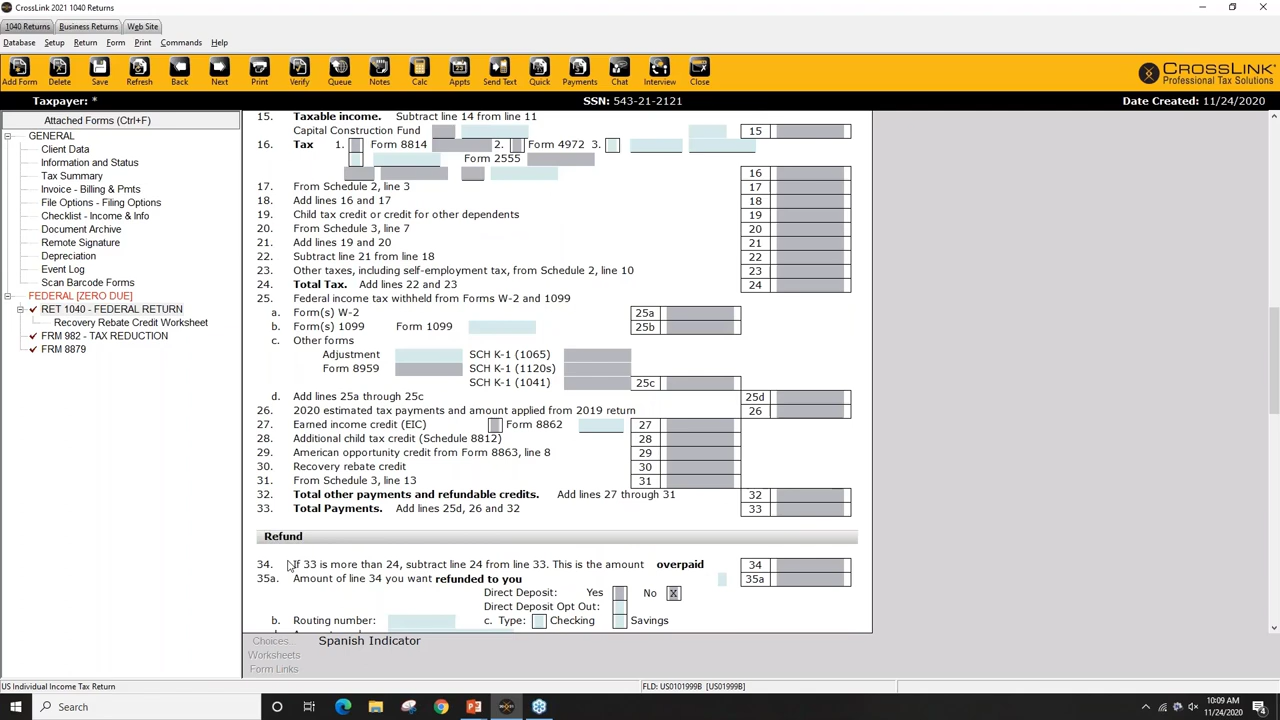 CrossLink 2021 1040 Returns
1040 Returns Business Returns Web Site
Database Setup Return Form Print Commands Help
Add Form Delete Save Refresh Back Next Print Verify Queue Notes Calc Appts Send Text Quick Payments Chat Interview Close
CROSSLINK
Professional Tax Solutions
Taxpayer: * SSN: 543-21-2121 Date Created: 11/24/2020
Attached Forms (Ctrl+F)
GENERAL
Client Data
Information and Status
Tax Summary
Invoice - Billing & Pmts
File Options - Filing Options
Checklist - Income & Info
Document Archive
Remote Signature
Depreciation
Event Log
Scan Barcode Forms
FEDERAL [ZERO DUE]
RET 1040 - FEDERAL RETURN
Recovery Rebate Credit Worksheet
FRM 982 - TAX REDUCTION
FRM 8879
15. Taxable income. Subtract line 14 from line 11
Capital Construction Fund 15
16. Tax 1. Form 8814 2. Form 4972 3.
Form 2555
16
17. From Schedule 2, line 3 17
18. Add lines 16 and 17 18
19. Child tax credit or credit for other dependents 19
20. From Schedule 3, line 7 20
21. Add lines 19 and 20 21
22. Subtract line 21 from line 18 22
23. Other taxes, including self-employment tax, from Schedule 2, line 10 23
24. Total Tax. Add lines 22 and 23 24
25. Federal income tax withheld from Forms W-2 and 1099
a. Form(s) W-2 25a
b. Form(s) 1099 Form 1099 25b
c. Other forms
Adjustment SCH K-1 (1065)
Form 8959 SCH K-1 (1120s)
SCH K-1 (1041) 25c
d. Add lines 25a through 25c 25d
26. 2020 estimated tax payments and amount applied from 2019 return 26
27. Earned income credit (EIC) Form 8862 27
28. Additional child tax credit (Schedule 8812) 28
29. American opportunity credit from Form 8863, line 8 29
30. Recovery rebate credit 30
31. From Schedule 3, line 13 31
32. Total other payments and refundable credits. Add lines 27 through 31 32
33. Total Payments. Add lines 25d, 26 and 32 33
Refund
34. If 33 is more than 24, subtract line 24 from line 33. This is the amount overpaid 34
35a. Amount of line 34 you want refunded to you 35a
Direct Deposit: Yes No X
Direct Deposit Opt Out:
b. Routing number: c. Type: Checking Savings
Choices Spanish Indicator
Worksheets
Form Links
US Individual Income Tax Return FLD: US0101999B [US01999B]
Search
10:09 AM
11/24/2020
4